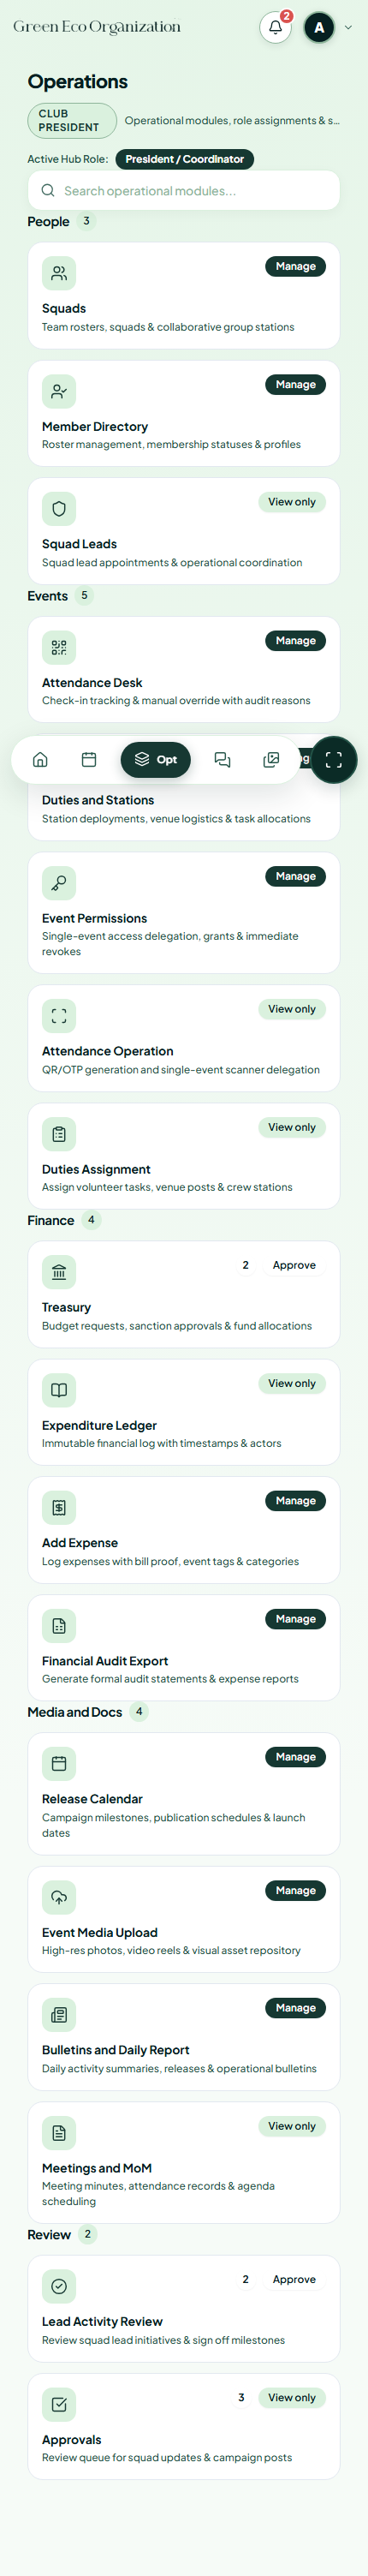 Green Eco Organization
2
A
Operations
CLUB
PRESIDENT
Operational modules, role assignments & s...
Active Hub Role:
President / Coordinator
Search operational modules...
People 3
Manage
Squads
Team rosters, squads & collaborative group stations
Manage
Member Directory
Roster management, membership statuses & profiles
View only
Squad Leads
Squad lead appointments & operational coordination
Events 5
Manage
Attendance Desk
Check-in tracking & manual override with audit reasons
Opt
Duties and Stations
Station deployments, venue logistics & task allocations
Manage
Event Permissions
Single-event access delegation, grants & immediate
revokes
View only
Attendance Operation
QR/OTP generation and single-event scanner delegation
View only
Duties Assignment
Assign volunteer tasks, venue posts & crew stations
Finance 4
2 Approve
Treasury
Budget requests, sanction approvals & fund allocations
View only
Expenditure Ledger
Immutable financial log with timestamps & actors
Manage
Add Expense
Log expenses with bill proof, event tags & categories
Manage
Financial Audit Export
Generate formal audit statements & expense reports
Media and Docs 4
Manage
Release Calendar
Campaign milestones, publication schedules & launch
dates
Manage
Event Media Upload
High-res photos, video reels & visual asset repository
Manage
Bulletins and Daily Report
Daily activity summaries, releases & operational bulletins
View only
Meetings and MoM
Meeting minutes, attendance records & agenda
scheduling
Review 2
2 Approve
Lead Activity Review
Review squad lead initiatives & sign off milestones
3 View only
Approvals
Review queue for squad updates & campaign posts